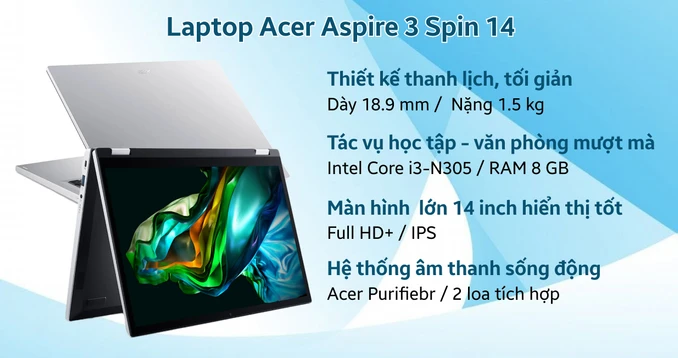 Laptop Acer Aspire 3 Spin 14
Thiết kế thanh lịch, tối giản
Dày 18.9 mm / Nặng 1.5 kg
Tác vụ học tập - văn phòng mượt mà
Intel Core i3-N305 / RAM 8 GB
Màn hình lớn 14 inch hiển thị tốt
Full HD+ / IPS
Hệ thống âm thanh sống động
Acer Purifiebr / 2 loa tích hợp